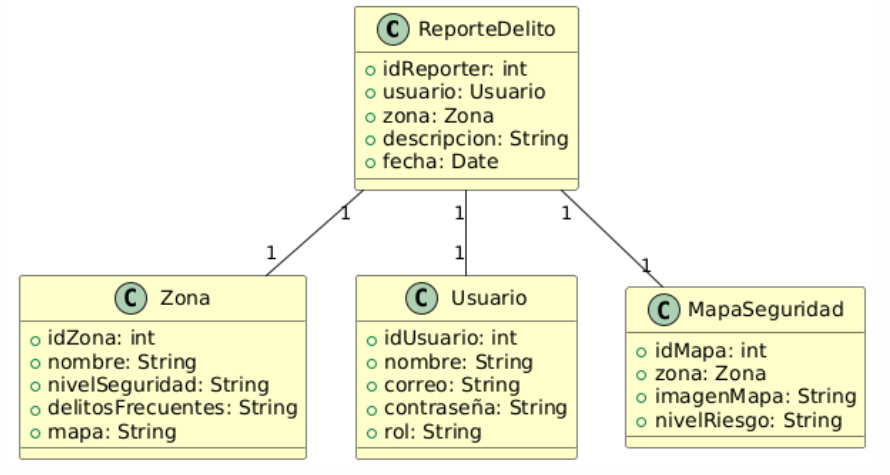 C ReporteDelito
idReporter: int
usuario: Usuario
zona: Zona
descripcion: String
fecha: Date
1 1 1
1 1 1
C Zona
idZona: int
nombre: String
nivelSeguridad: String
delitosFrecuentes: String
mapa: String
C Usuario
idUsuario: int
nombre: String
correo: String
contraseña: String
rol: String
C MapaSeguridad
idMapa: int
zona: Zona
imagenMapa: String
nivelRiesgo: String